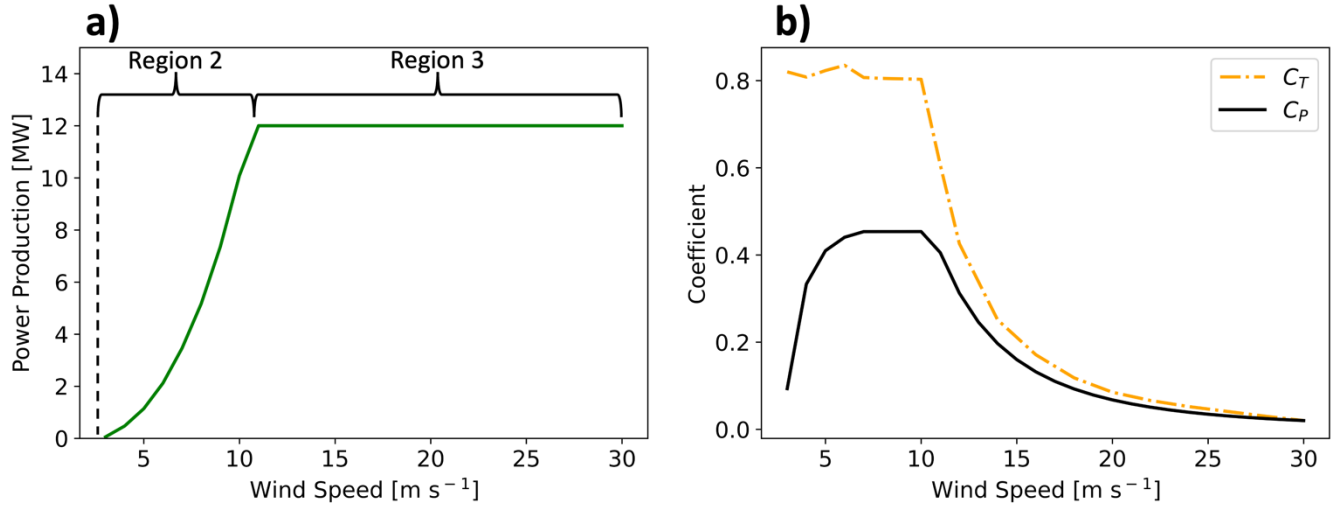 a)
Region 2
Region 3
14
12
10
8
6
4
2
0
Power Production [MW]
5
10
15
20
25
30
Wind Speed [m s⁻¹]
b)
C_T
C_P
0.8
0.6
0.4
0.2
0.0
Coefficient
5
10
15
20
25
30
Wind Speed [m s⁻¹]